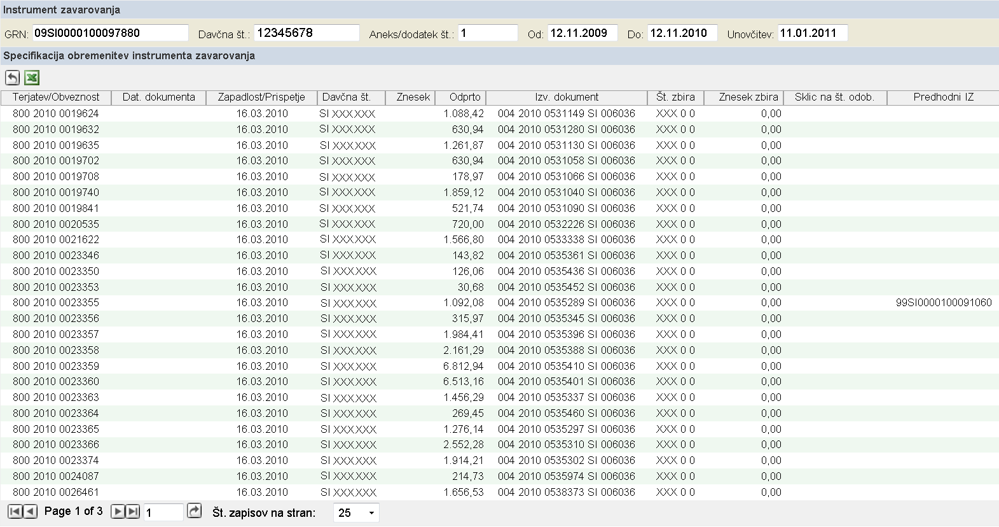 Instrument zavarovanja
GRN: 09SI0000100097880 Davčna št.: 12345678 Aneks/dodatek št.: 1 Od: 12.11.2009 Do: 12.11.2010 Unovčitev: 11.01.2011
Specifikacija obremenitev instrumenta zavarovanja
Terjatev/Obveznost Dat. dokumenta Zapadlost/Prispetje Davčna št. Znesek Odprto Izv. dokument Št. zbira Znesek zbira Sklic na št. odob. Predhodni IZ
800 2010 0019624 16.03.2010 SI XXXXXX 1.088,42 004 2010 0531149 SI 006036 XXX 0 0 0,00
800 2010 0019632 16.03.2010 SI XXXXXX 630,94 004 2010 0531280 SI 006036 XXX 0 0 0,00
800 2010 0019635 16.03.2010 SI XXXXXX 1.261,87 004 2010 0531130 SI 006036 XXX 0 0 0,00
800 2010 0019702 16.03.2010 SI XXXXXX 630,94 004 2010 0531058 SI 006036 XXX 0 0 0,00
800 2010 0019708 16.03.2010 SI XXXXXX 178,97 004 2010 0531066 SI 006036 XXX 0 0 0,00
800 2010 0019740 16.03.2010 SI XXXXXX 1.859,12 004 2010 0531040 SI 006036 XXX 0 0 0,00
800 2010 0019841 16.03.2010 SI XXXXXX 521,74 004 2010 0531090 SI 006036 XXX 0 0 0,00
800 2010 0020535 16.03.2010 SI XXXXXX 720,00 004 2010 0532226 SI 006036 XXX 0 0 0,00
800 2010 0021622 16.03.2010 SI XXXXXX 1.566,80 004 2010 0533338 SI 006036 XXX 0 0 0,00
800 2010 0023346 16.03.2010 SI XXXXXX 143,82 004 2010 0535361 SI 006036 XXX 0 0 0,00
800 2010 0023350 16.03.2010 SI XXXXXX 126,06 004 2010 0535436 SI 006036 XXX 0 0 0,00
800 2010 0023353 16.03.2010 SI XXXXXX 30,68 004 2010 0535452 SI 006036 XXX 0 0 0,00
800 2010 0023355 16.03.2010 SI XXXXXX 1.092,08 004 2010 0535289 SI 006036 XXX 0 0 0,00 99SI0000100091060
800 2010 0023356 16.03.2010 SI XXXXXX 315,97 004 2010 0535345 SI 006036 XXX 0 0 0,00
800 2010 0023357 16.03.2010 SI XXXXXX 1.984,41 004 2010 0535396 SI 006036 XXX 0 0 0,00
800 2010 0023358 16.03.2010 SI XXXXXX 2.161,29 004 2010 0535388 SI 006036 XXX 0 0 0,00
800 2010 0023359 16.03.2010 SI XXXXXX 6.812,94 004 2010 0535410 SI 006036 XXX 0 0 0,00
800 2010 0023360 16.03.2010 SI XXXXXX 6.513,16 004 2010 0535401 SI 006036 XXX 0 0 0,00
800 2010 0023363 16.03.2010 SI XXXXXX 1.456,29 004 2010 0535337 SI 006036 XXX 0 0 0,00
800 2010 0023364 16.03.2010 SI XXXXXX 269,45 004 2010 0535460 SI 006036 XXX 0 0 0,00
800 2010 0023365 16.03.2010 SI XXXXXX 1.276,14 004 2010 0535297 SI 006036 XXX 0 0 0,00
800 2010 0023366 16.03.2010 SI XXXXXX 2.552,28 004 2010 0535310 SI 006036 XXX 0 0 0,00
800 2010 0023374 16.03.2010 SI XXXXXX 1.914,21 004 2010 0535302 SI 006036 XXX 0 0 0,00
800 2010 0024087 16.03.2010 SI XXXXXX 214,73 004 2010 0535974 SI 006036 XXX 0 0 0,00
800 2010 0026461 16.03.2010 SI XXXXXX 1.656,53 004 2010 0538373 SI 006036 XXX 0 0 0,00
Page 1 of 3 1 Št. zapisov na stran: 25